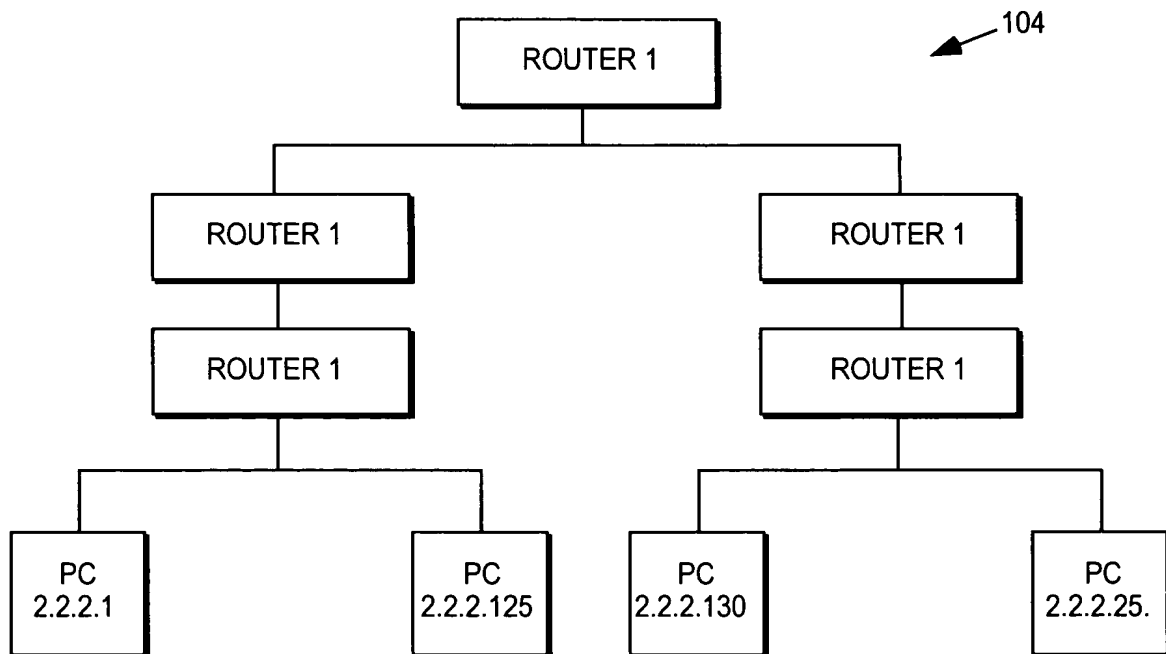 104
ROUTER 1
ROUTER 1
ROUTER 1
ROUTER 1
ROUTER 1
PC
2.2.2.1
PC
2.2.2.125
PC
2.2.2.130
PC
2.2.2.25.